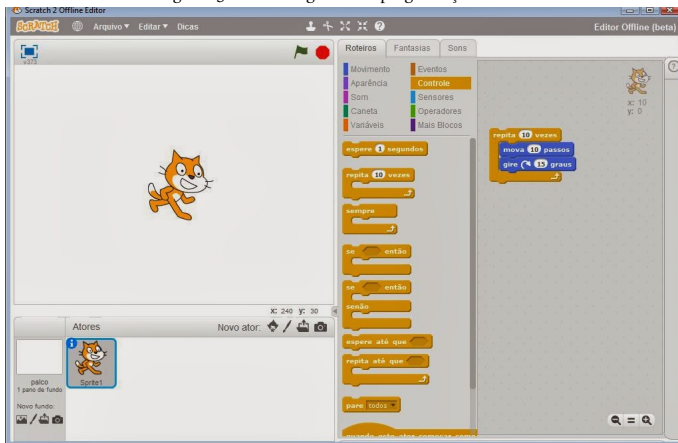 Scratch 2 Offline Editor
SCRATCH Arquivo Editar Dicas Editor Offline (beta)
v373
Roteiros Fantasias Sons
Movimento Eventos
Aparência Controle
Som Sensores
Caneta Operadores
Variáveis Mais Blocos
espere 1 segundos
repita 10 vezes
sempre
se então
se então
senão
espere até que
repita até que
pare todos
x: 10
y: 0
repita 10 vezes
mova 10 passos
gire 15 graus
x: 240 y: 30
Atores Novo ator:
Sprite1
palco
1 pano de fundo
Novo fundo: